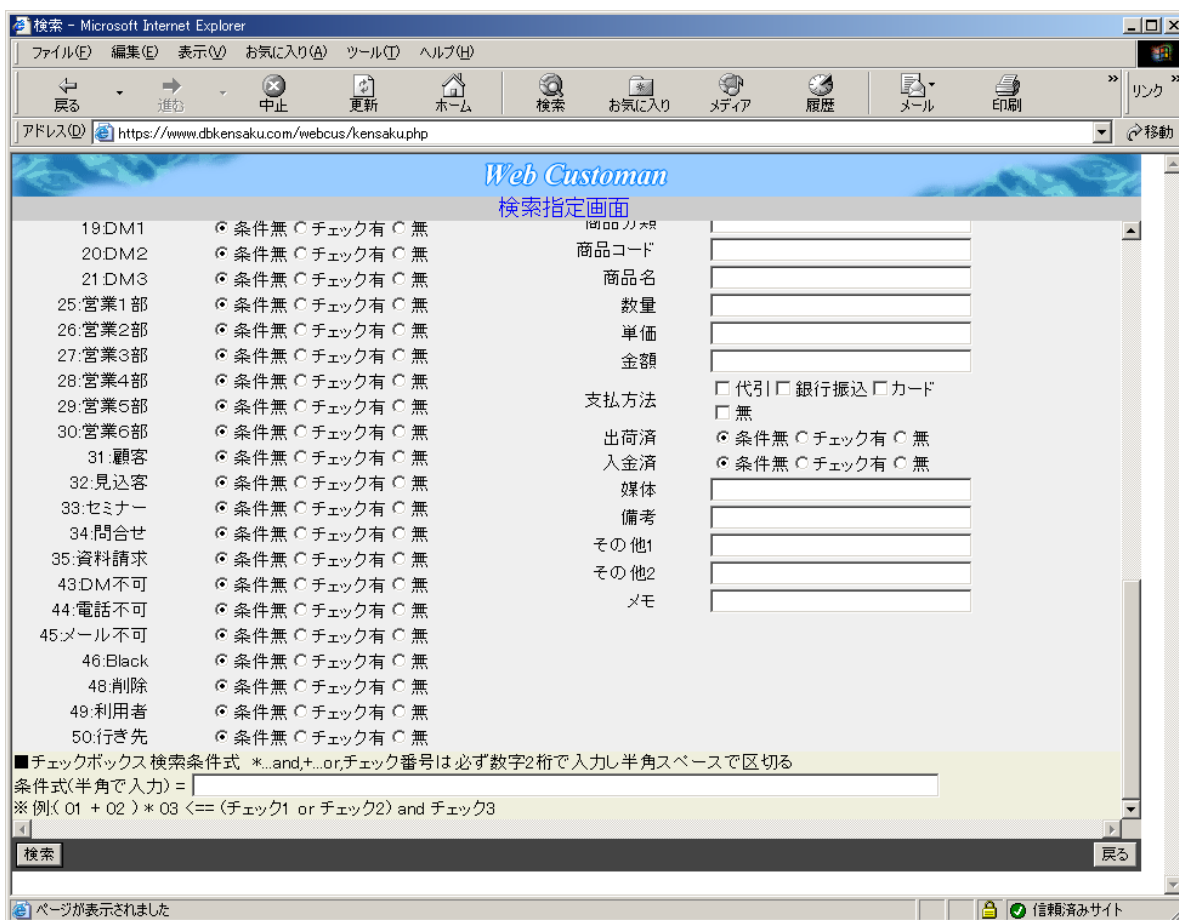 検索 - Microsoft Internet Explorer
ファイル(F) 編集(E) 表示(V) お気に入り(A) ツール(T) ヘルプ(H)
戻る 進む 中止 更新 ホーム 検索 お気に入り メディア 履歴 メール 印刷 » リンク »
アドレス(D) https://www.dbkensaku.com/webcus/kensaku.php 移動
Web Customan
検索指定画面
19:DM1 条件無 チェック有 無
20:DM2 条件無 チェック有 無
21:DM3 条件無 チェック有 無
25:営業1部 条件無 チェック有 無
26:営業2部 条件無 チェック有 無
27:営業3部 条件無 チェック有 無
28:営業4部 条件無 チェック有 無
29:営業5部 条件無 チェック有 無
30:営業6部 条件無 チェック有 無
31:顧客 条件無 チェック有 無
32:見込客 条件無 チェック有 無
33:セミナー 条件無 チェック有 無
34:問合せ 条件無 チェック有 無
35:資料請求 条件無 チェック有 無
43:DM不可 条件無 チェック有 無
44:電話不可 条件無 チェック有 無
45:メール不可 条件無 チェック有 無
46:Black 条件無 チェック有 無
48:削除 条件無 チェック有 無
49:利用者 条件無 チェック有 無
50:行き先 条件無 チェック有 無
商品分類
商品コード
商品名
数量
単価
金額
支払方法 代引 銀行振込 カード
無
出荷済 条件無 チェック有 無
入金済 条件無 チェック有 無
媒体
備考
その他1
その他2
メモ
■チェックボックス検索条件式 *...and,+...or,チェック番号は必ず数字2桁で入力し半角スペースで区切る
条件式(半角で入力) =
※例:( 01 + 02 ) * 03 <== (チェック1 or チェック2) and チェック3
検索 戻る
ページが表示されました 信頼済みサイト